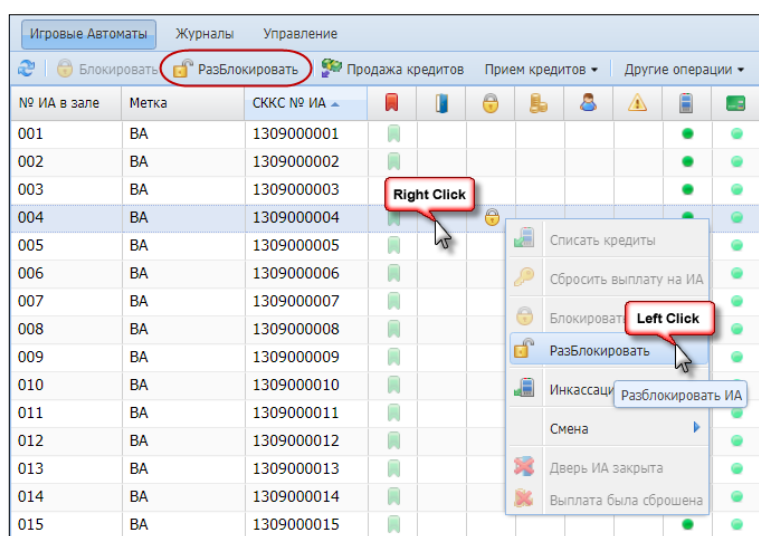 Игровые Автоматы Журналы Управление
Блокировать РазБлокировать Продажа кредитов Прием кредитов Другие операции
№ ИА в зале Метка СККС № ИА
001 BA 1309000001
002 BA 1309000002
003 BA 1309000003
Right Click
004 BA 1309000004
005 BA 1309000005
Списать кредиты
006 BA 1309000006
Сбросить выплату на ИА
007 BA 1309000007
Left Click
008 BA 1309000008
009 BA 1309000009
РазБлокировать
010 BA 1309000010
Разблокировать ИА
011 BA 1309000011
Смена
012 BA 1309000012
013 BA 1309000013
Дверь ИА закрыта
014 BA 1309000014
Выплата была сброшена
015 BA 1309000015